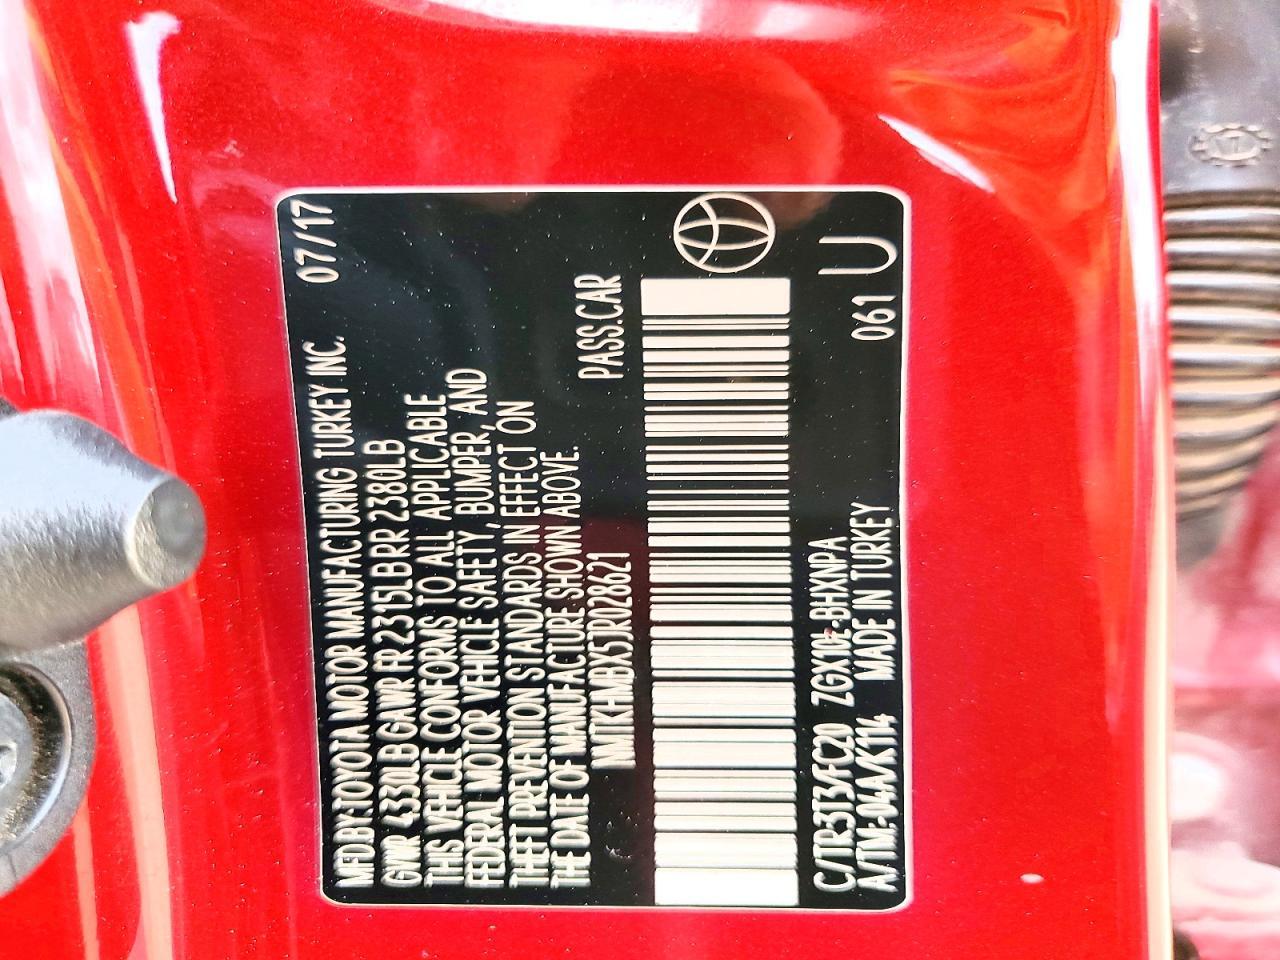 MFD.BY:TOYOTA MOTOR MANUFACTURING TURKEY INC. 07/17
GVWR 4330LB GAWR FR 2315LB RR 2380LB
THIS VEHICLE CONFORMS TO ALL APPLICABLE
FEDERAL MOTOR VEHICLE SAFETY, BUMPER, AND
THEFT PREVENTION STANDARDS IN EFFECT ON
THE DATE OF MANUFACTURE SHOWN ABOVE.
NMTKHMBX5JR028621 PASS.CAR
C/TR:3T3/FC20 ZGX10L-BHXNPA 061 U
A/TM:-04A/K114 MADE IN TURKEY